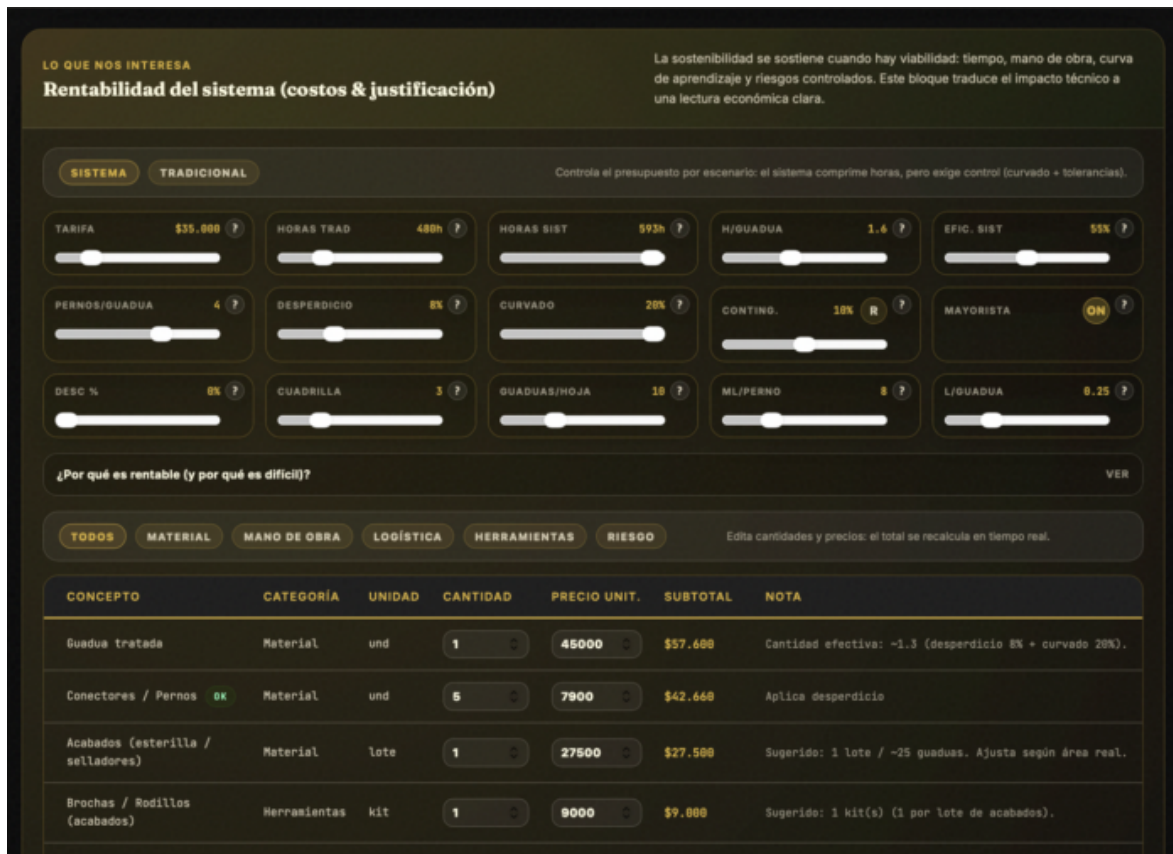 LO QUE NOS INTERESA
Rentabilidad del sistema (costos & justificación)
La sostenibilidad se sostiene cuando hay viabilidad: tiempo, mano de obra, curva
de aprendizaje y riesgos controlados. Este bloque traduce el impacto técnico a
una lectura económica clara.
SISTEMA TRADICIONAL
Controla el presupuesto por escenario: el sistema comprime horas, pero exige control (curvado + tolerancias).
TARIFA $35.000 ? HORAS TRAD 480h ? HORAS SIST 593h ? H/GUADUA 1.6 ? EFIC. SIST 55% ?
PERNOS/GUADUA 4 ? DESPERDICIO 8% ? CURVADO 20% ? CONTING. 10% R ? MAYORISTA ON ?
DESC % 0% ? CUADRILLA 3 ? GUADUAS/HOJA 10 ? ML/PERNO 8 ? L/GUADUA 0.25 ?
¿Por qué es rentable (y por qué es difícil)? VER
TODOS MATERIAL MANO DE OBRA LOGÍSTICA HERRAMIENTAS RIESGO
Edita cantidades y precios: el total se recalcula en tiempo real.
CONCEPTO CATEGORÍA UNIDAD CANTIDAD PRECIO UNIT. SUBTOTAL NOTA
Guadua tratada Material und 1 45000 $57.600 Cantidad efectiva: ~1.3 (desperdicio 8% + curvado 20%).
Conectores / Pernos OK Material und 5 7900 $42.660 Aplica desperdicio
Acabados (esterilla /
selladores) Material lote 1 27500 $27.500 Sugerido: 1 lote / ~25 guaduas. Ajusta según área real.
Brochas / Rodillos
(acabados) Herramientas kit 1 9000 $9.000 Sugerido: 1 kit(s) (1 por lote de acabados).